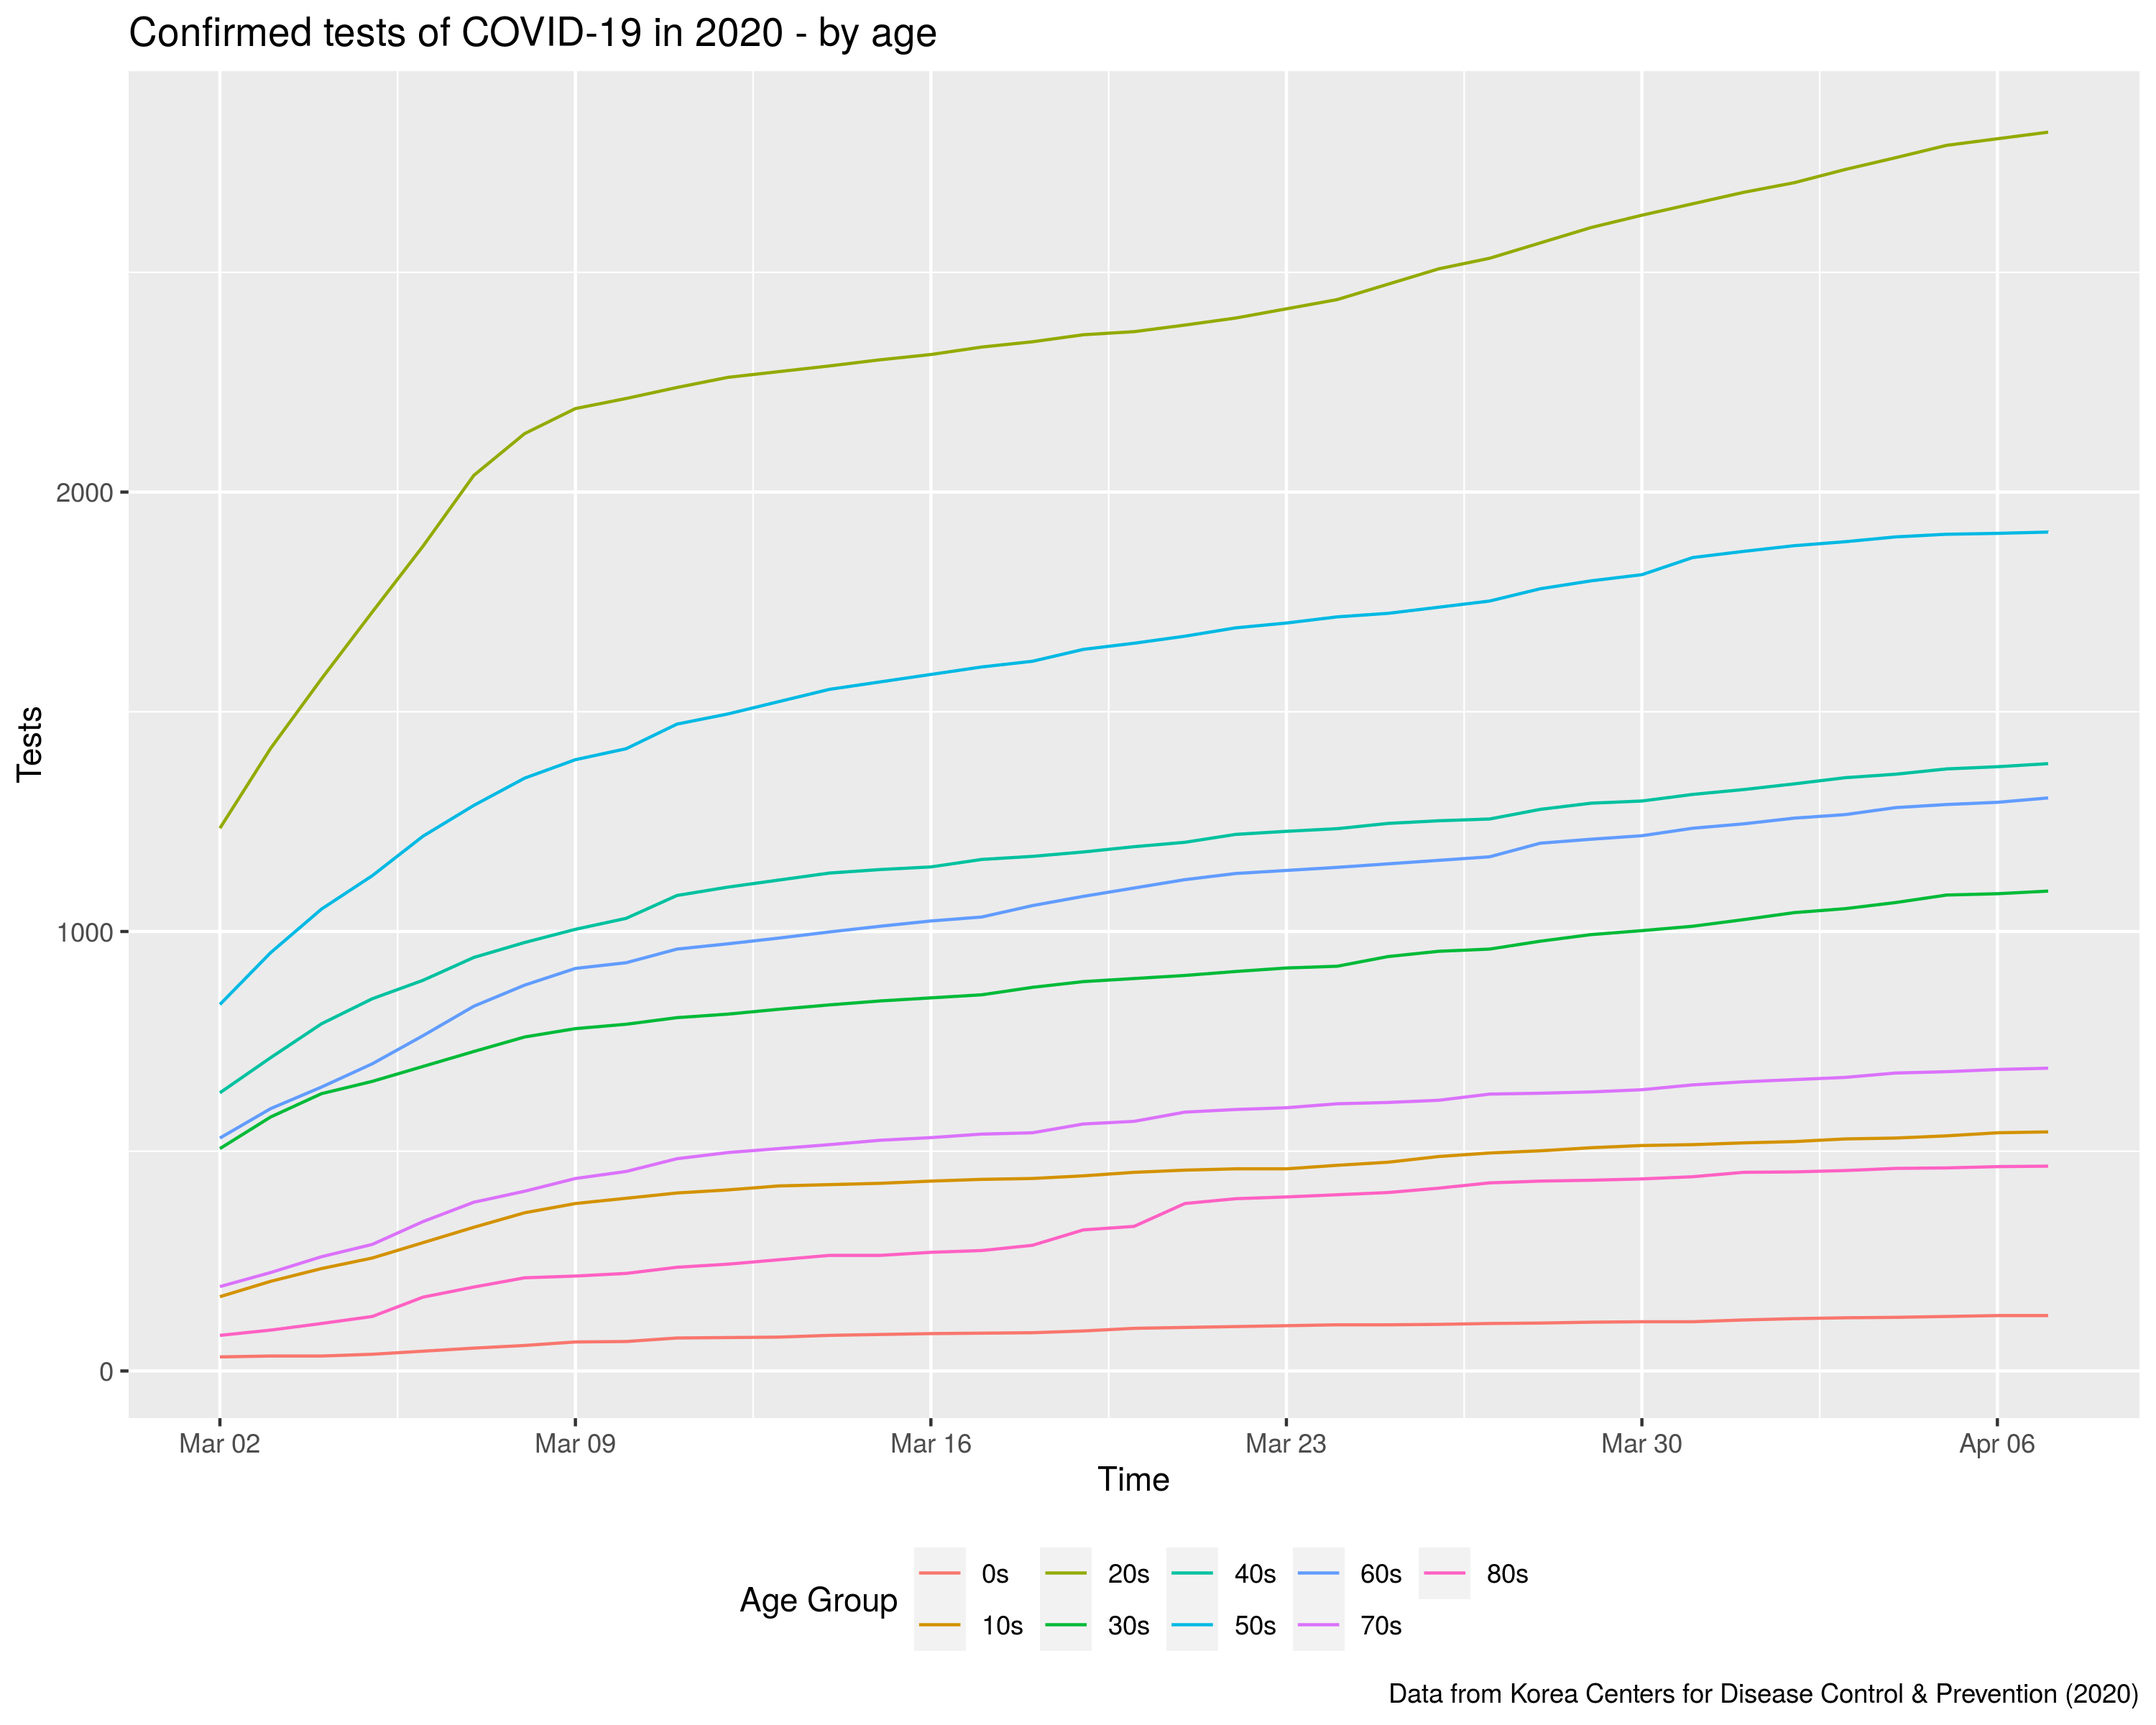 Confirmed tests of COVID-19 in 2020 - by age
Tests
2000
1000
0
Mar 02 Mar 09 Mar 16 Mar 23 Mar 30 Apr 06
Time
Age Group
0s 20s 40s 60s 80s
10s 30s 50s 70s
Data from Korea Centers for Disease Control & Prevention (2020)